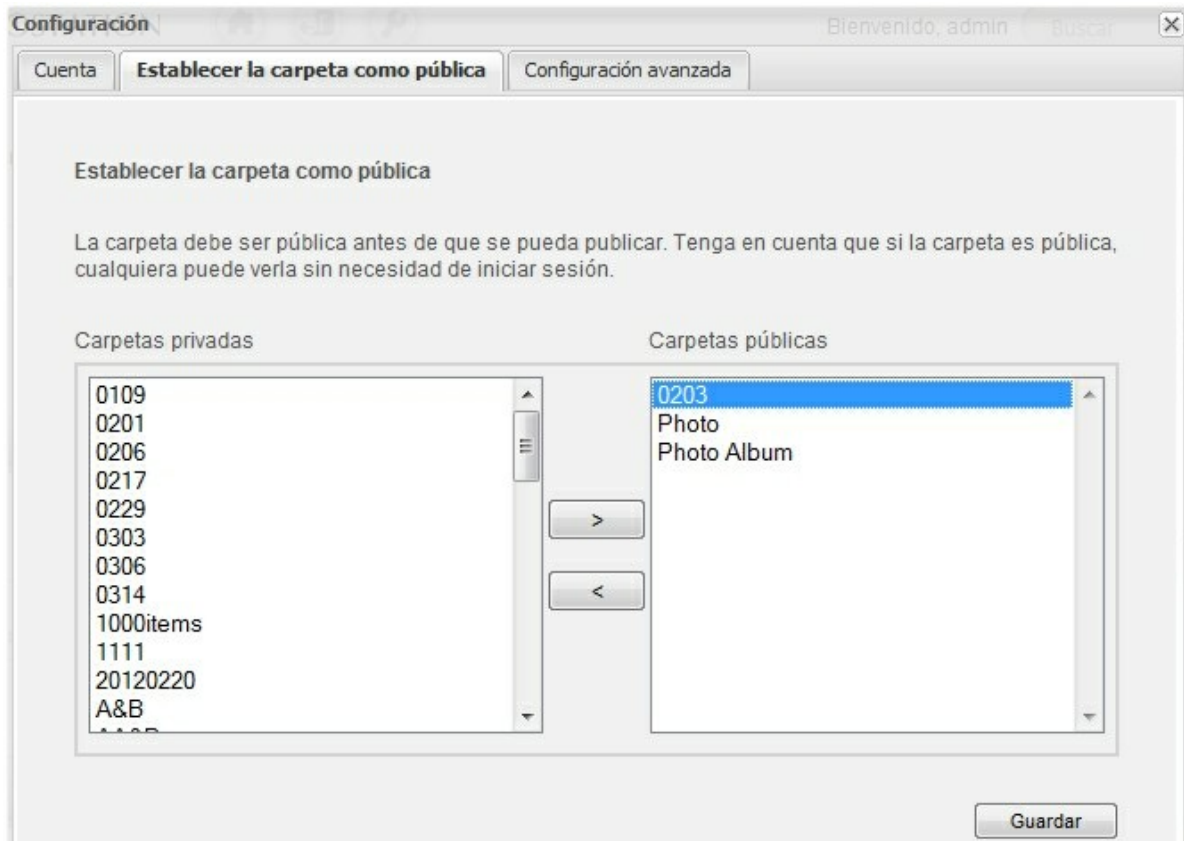 Configuración
Bienvenido, admin
Buscar
Cuenta
Establecer la carpeta como pública
Configuración avanzada
Establecer la carpeta como pública
La carpeta debe ser pública antes de que se pueda publicar. Tenga en cuenta que si la carpeta es pública,
cualquiera puede verla sin necesidad de iniciar sesión.
Carpetas privadas
Carpetas públicas
0109
0201
0206
0217
0229
0303
0306
0314
1000items
1111
20120220
A&B
0203
Photo
Photo Album
>
<
Guardar